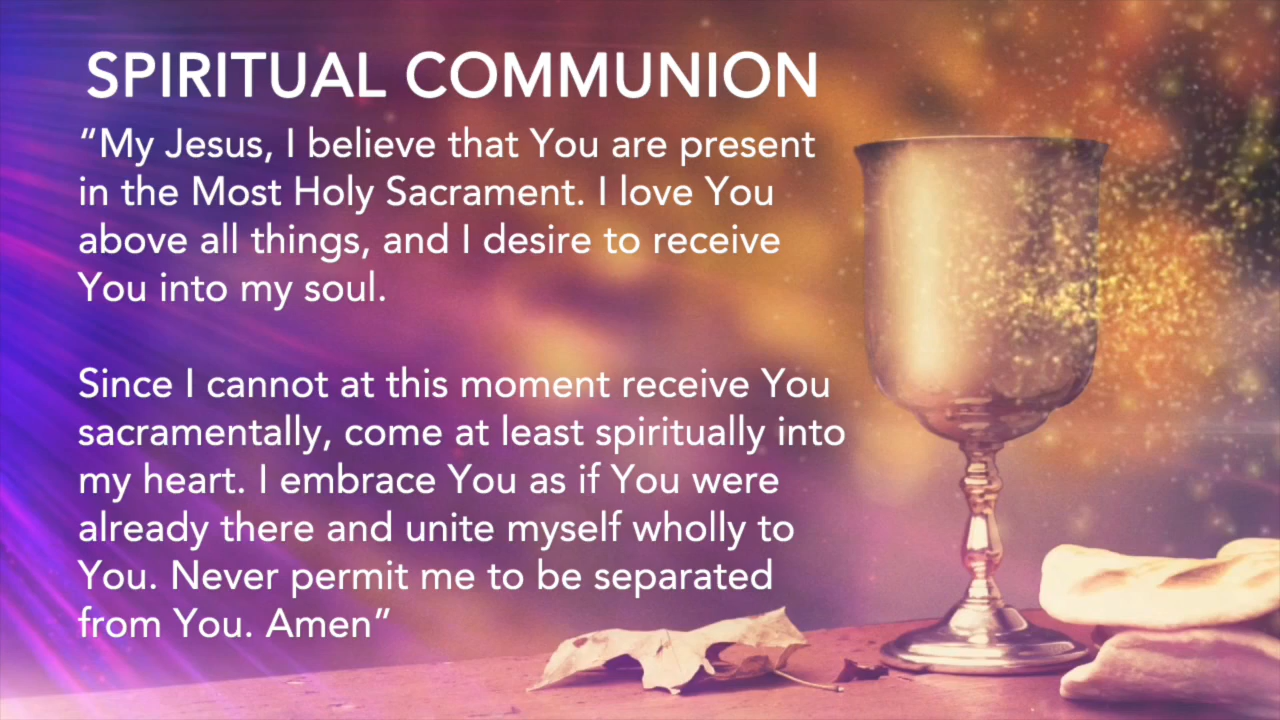 SPIRITUAL COMMUNION
“My Jesus, I believe that You are present
in the Most Holy Sacrament. I love You
above all things, and I desire to receive
You into my soul.
Since I cannot at this moment receive You
sacramentally, come at least spiritually into
my heart. I embrace You as if You were
already there and unite myself wholly to
You. Never permit me to be separated
from You. Amen”